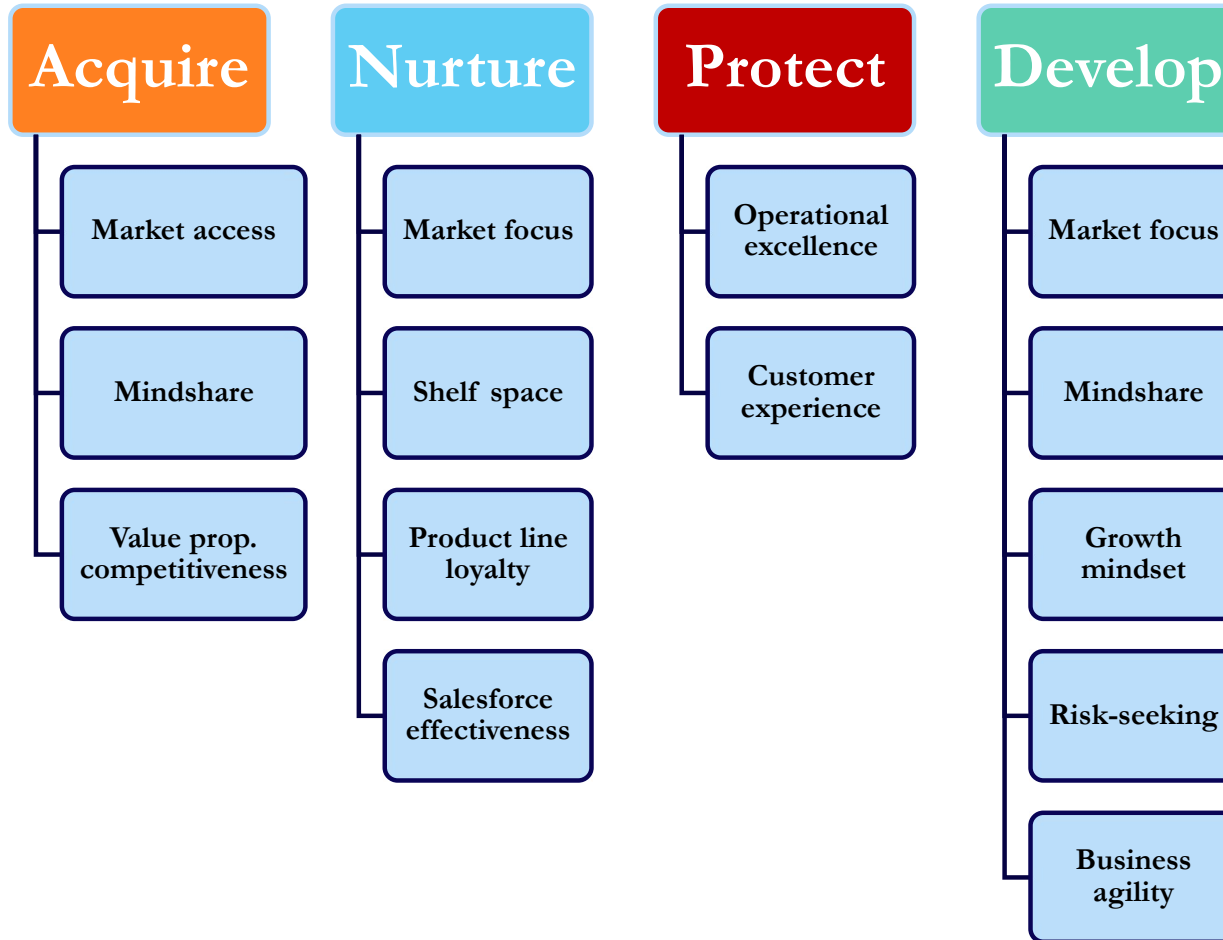 Acquire
Market access
Mindshare
Value prop.
competitiveness
Nurture
Market focus
Shelf space
Product line
loyalty
Salesforce
effectiveness
Protect
Operational
excellence
Customer
experience
Develop
Market focus
Mindshare
Growth
mindset
Risk-seeking
Business
agility